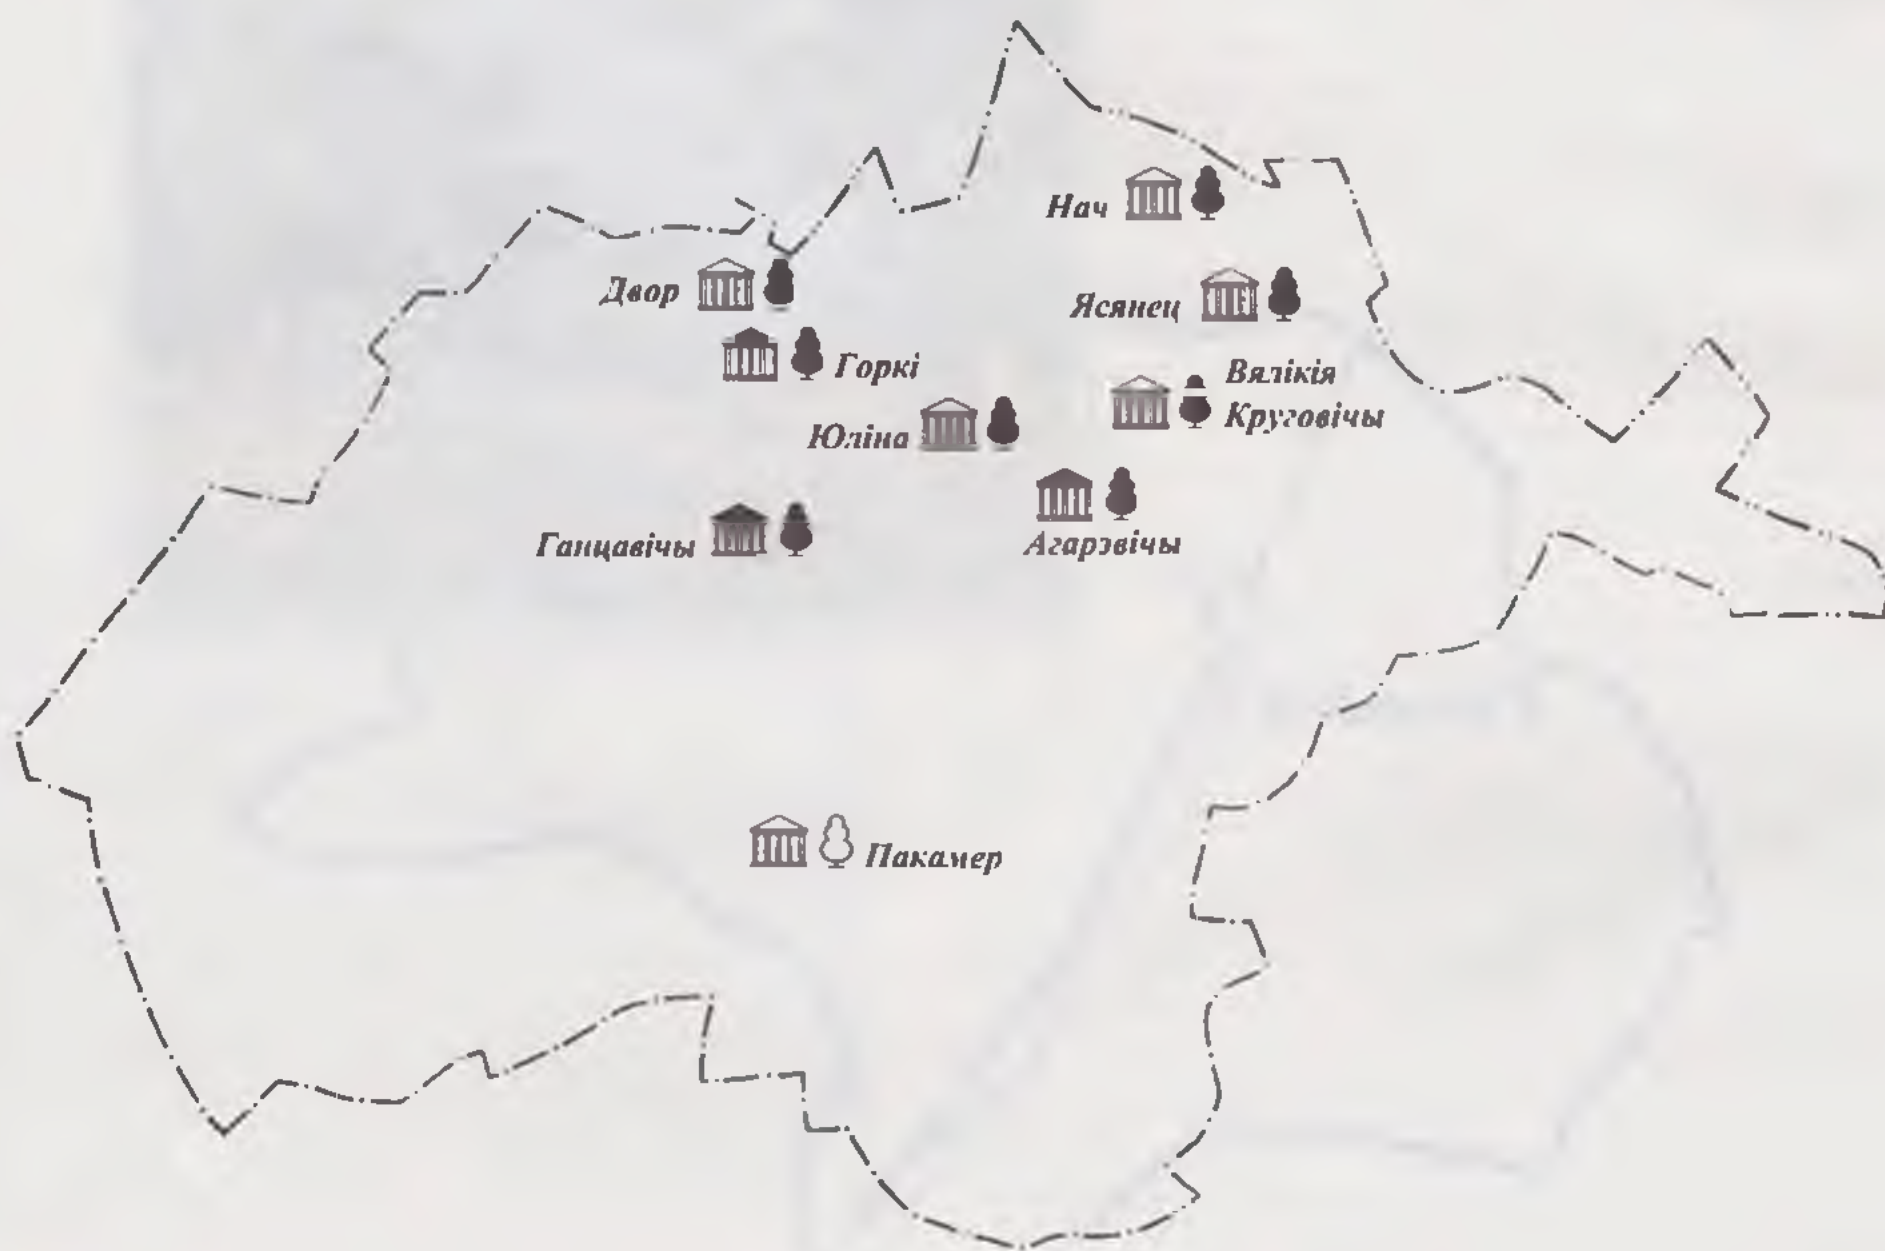 Нач
Двор
Ясянец
Горкі
Вялікія
Круговічы
Юліна
Ганцавічы
Агарэвічы
Пакамер